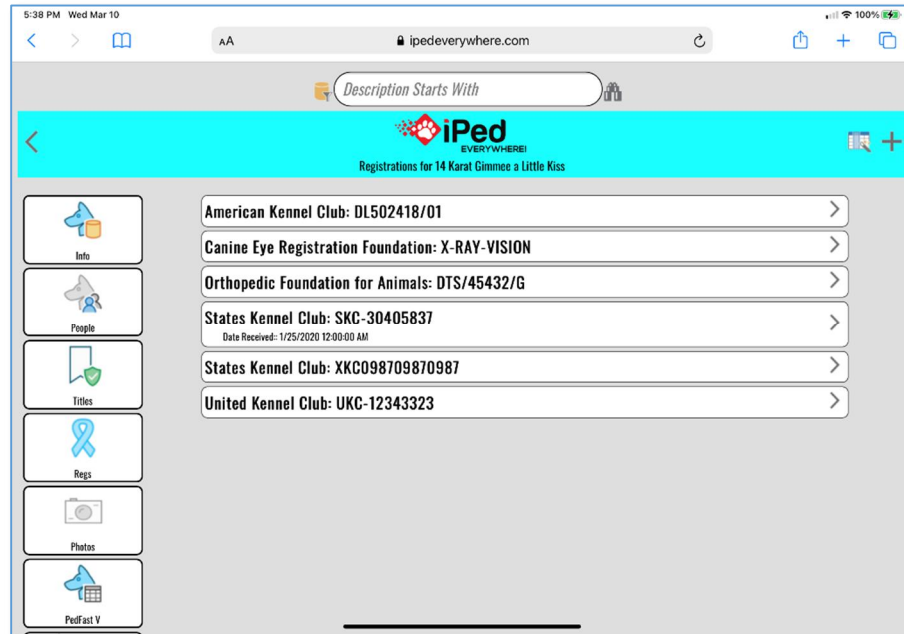 5:38 PM Wed Mar 10
100%
AA
ipedeverywhere.com
Description Starts With
iPed
EVERYWHERE!
Registrations for 14 Karat Gimmee a Little Kiss
Info
People
Titles
Regs
Photos
PedFast V
American Kennel Club: DL502418/01
Canine Eye Registration Foundation: X-RAY-VISION
Orthopedic Foundation for Animals: DTS/45432/G
States Kennel Club: SKC-30405837
Date Received:: 1/25/2020 12:00:00 AM
States Kennel Club: XKC098709870987
United Kennel Club: UKC-12343323